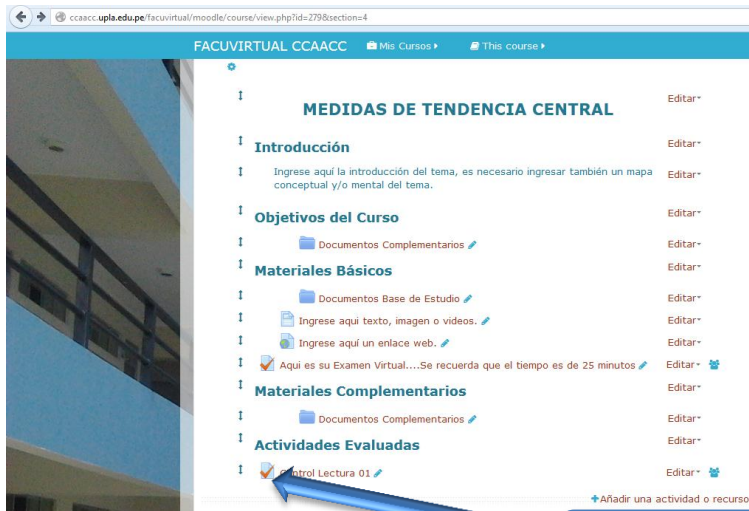 ccaacc.upla.edu.pe/facuvirtual/moodle/course/view.php?id=279&section=4
FACUVIRTUAL CCAACC Mis Cursos This course
MEDIDAS DE TENDENCIA CENTRAL Editar
Introducción Editar
Ingrese aquí la introducción del tema, es necesario ingresar también un mapa Editar
conceptual y/o mental del tema.
Objetivos del Curso Editar
Documentos Complementarios Editar
Materiales Básicos Editar
Documentos Base de Estudio Editar
Ingrese aqui texto, imagen o videos. Editar
Ingrese aquí un enlace web. Editar
Aqui es su Examen Virtual....Se recuerda que el tiempo es de 25 minutos Editar
Materiales Complementarios Editar
Documentos Complementarios Editar
Actividades Evaluadas Editar
Control Lectura 01 Editar
+Añadir una actividad o recurso